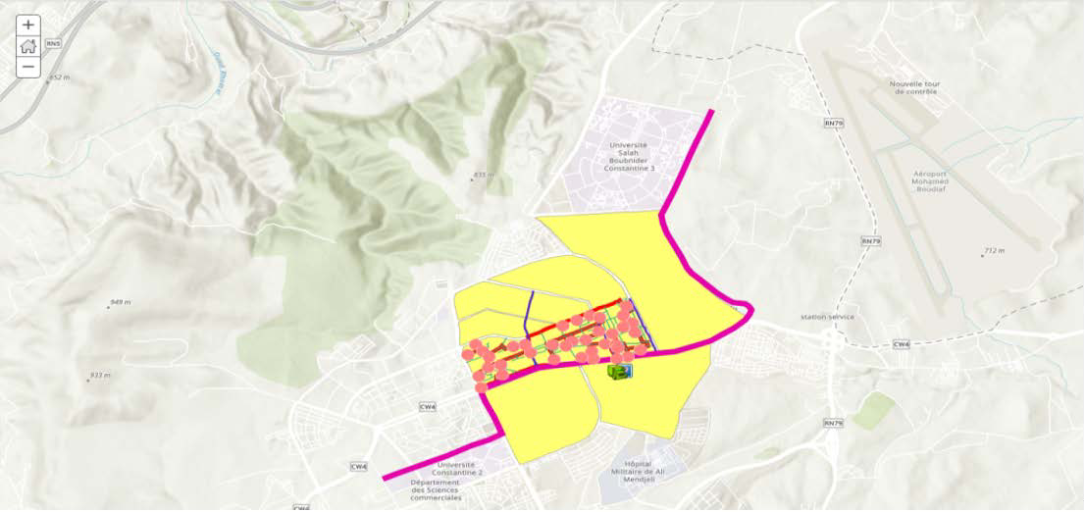 +
RN5
−
652 m
Oued Rhumel
835 m
Université
Salah
Boubnider
Constantine 3
RN79
Nouvelle tour
de contrôle
Aéroport
Mohamed
Boudiaf
RN79
732 m
949 m
station-service
CW4
933 m
CW4
RN79
CW4
Université
Constantine 2
Département
des Sciences
commerciales
Hôpital
Militaire de Ali
Mendjeli
CW4